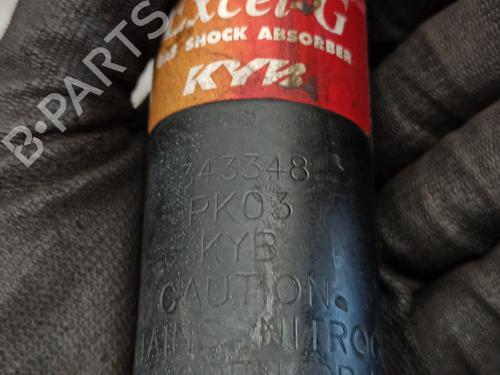 Excel-G
GAS SHOCK ABSORBER
KYB
B-PARTS
343348
PK03
KYB
CAUTION.